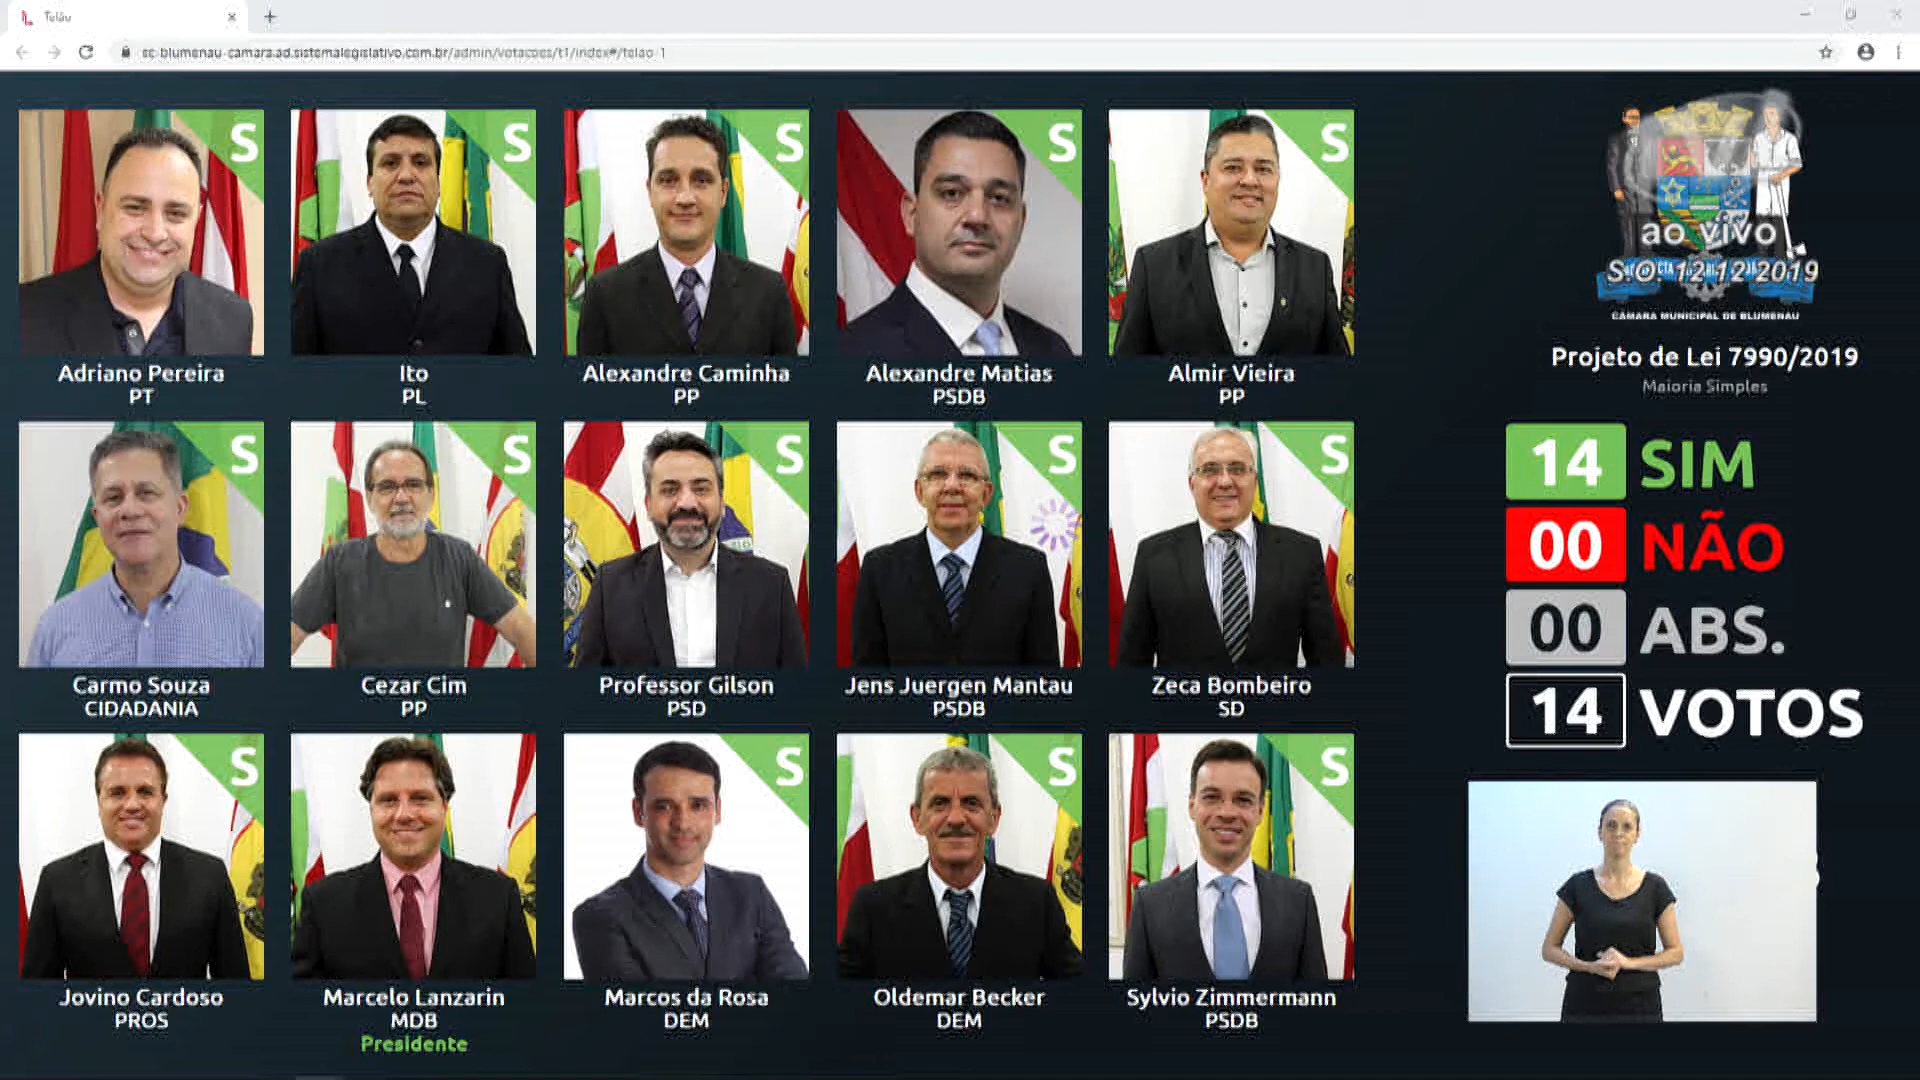 Telão
sc-blumenau-camara.ad.sistemalegislativo.com.br/admin/votacoes/t1/index#/telao-1
S
S
S
S
S
Adriano Pereira
PT
Ito
PL
Alexandre Caminha
PP
Alexandre Matias
PSDB
Almir Vieira
PP
S
S
S
S
S
Carmo Souza
CIDADANIA
Cezar Cim
PP
Professor Gilson
PSD
Jens Juergen Mantau
PSDB
Zeca Bombeiro
SD
S
S
S
S
Jovino Cardoso
PROS
Marcelo Lanzarin
MDB
Presidente
Marcos da Rosa
DEM
Oldemar Becker
DEM
Sylvio Zimmermann
PSDB
ao vivo
S.O. 12 12 2019
CÂMARA MUNICIPAL DE BLUMENAU
Projeto de Lei 7990/2019
Maioria Simples
14 SIM
00 NÃO
00 ABS.
14 VOTOS